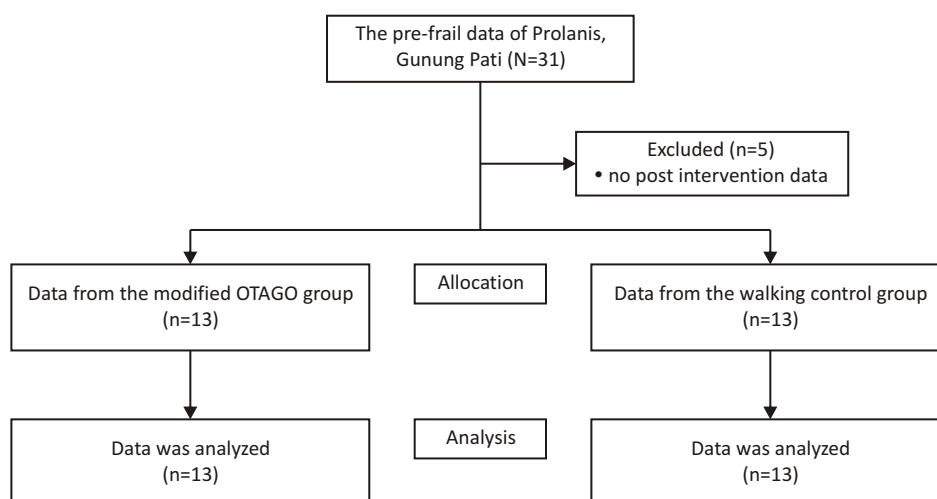 The pre-frail data of Prolanis,
Gunung Pati (N=31)
Excluded (n=5)
• no post intervention data
Data from the modified OTAGO group
(n=13)
Allocation
Data from the walking control group
(n=13)
Data was analyzed
(n=13)
Analysis
Data was analyzed
(n=13)